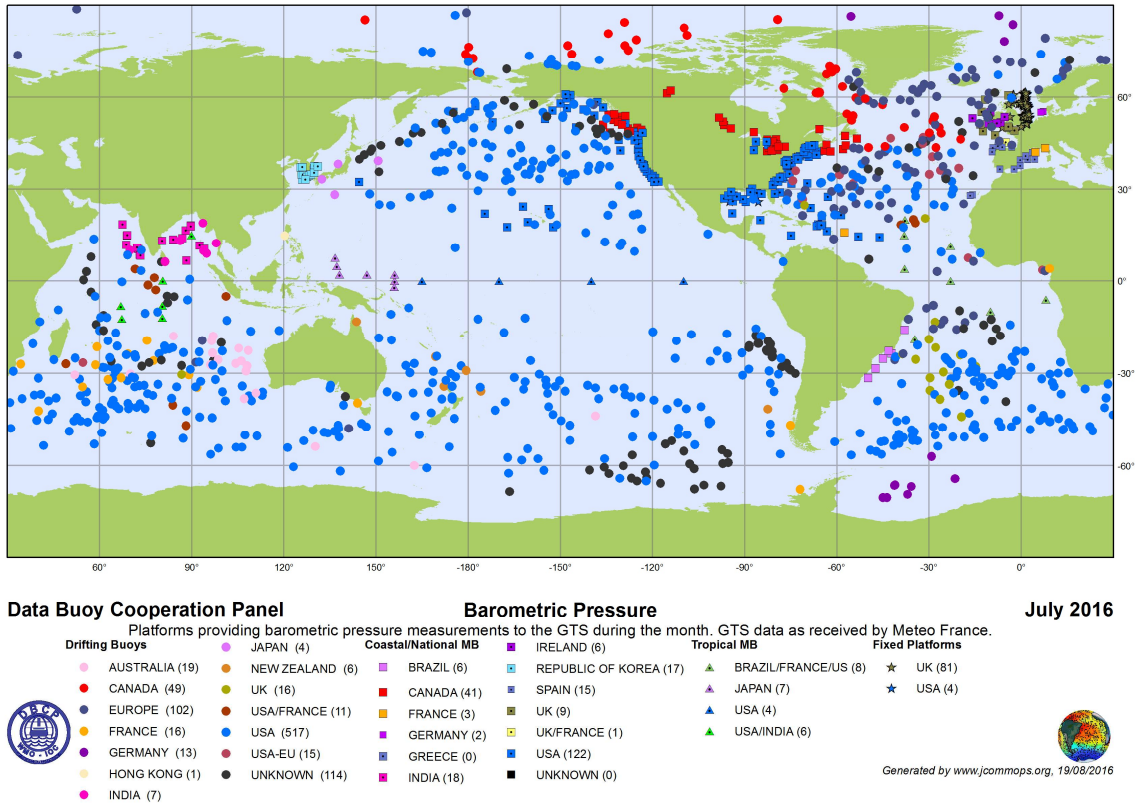 60°
30°
0°
-30°
-60°
60°
30°
0°
-30°
-60°
60°
90°
120°
150°
-180°
-150°
-120°
-90°
-60°
-30°
0°
Data Buoy Cooperation Panel
Barometric Pressure
July 2016
Platforms providing barometric pressure measurements to the GTS during the month. GTS data as received by Meteo France.
Drifting Buoys
AUSTRALIA (19)
CANADA (49)
EUROPE (102)
FRANCE (16)
GERMANY (13)
HONG KONG (1)
INDIA (7)
JAPAN (4)
NEW ZEALAND (6)
UK (16)
USA/FRANCE (11)
USA (517)
USA-EU (15)
UNKNOWN (114)
Coastal/National MB
BRAZIL (6)
CANADA (41)
FRANCE (3)
GERMANY (2)
GREECE (0)
INDIA (18)
IRELAND (6)
REPUBLIC OF KOREA (17)
SPAIN (15)
UK (9)
UK/FRANCE (1)
USA (122)
UNKNOWN (0)
Tropical MB
BRAZIL/FRANCE/US (8)
JAPAN (7)
USA (4)
USA/INDIA (6)
Fixed Platforms
UK (81)
USA (4)
DBCP
WMO - IOC
Generated by www.jcommops.org, 19/08/2016